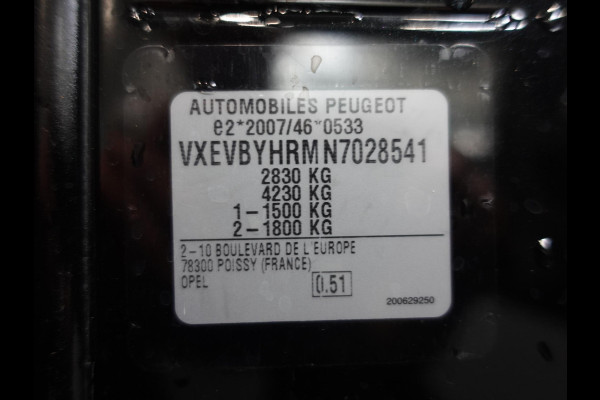 AUTOMOBILES PEUGEOT
e2*2007/46*0533
VXEVBYHRMN7028541
2830 KG
4230 KG
1-1500 KG
2-1800 KG
2-10 BOULEVARD DE L'EUROPE
78300 POISSY (FRANCE)
OPEL 0.51
200629250